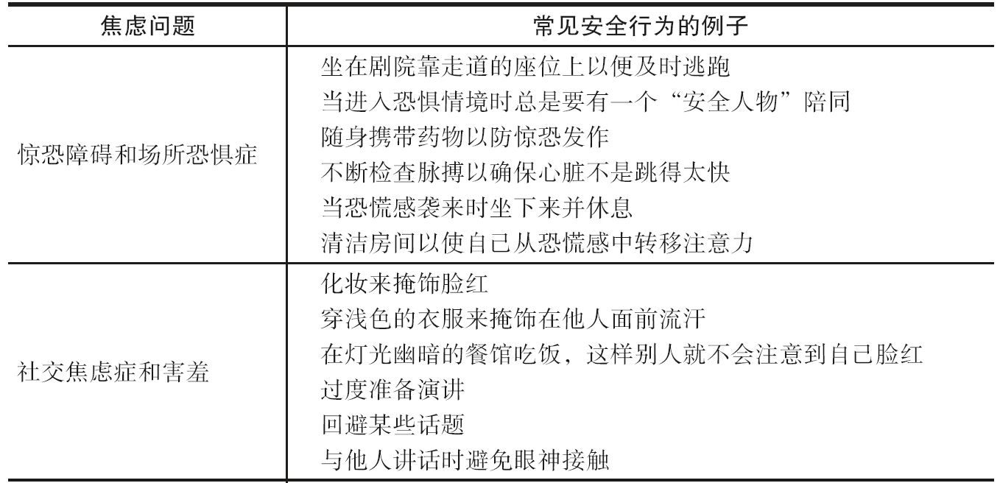 焦虑问题
常见安全行为的例子
惊恐障碍和场所恐惧症
坐在剧院靠走道的座位上以便及时逃跑
当进入恐惧情境时总是要有一个“安全人物”陪同
随身携带药物以防惊恐发作
不断检查脉搏以确保心脏不是跳得太快
当恐慌感袭来时坐下来并休息
清洁房间以使自己从恐慌感中转移注意力
社交焦虑症和害羞
化妆来掩饰脸红
穿浅色的衣服来掩饰在他人面前流汗
在灯光幽暗的餐馆吃饭，这样别人就不会注意到自己脸红
过度准备演讲
回避某些话题
与他人讲话时避免眼神接触